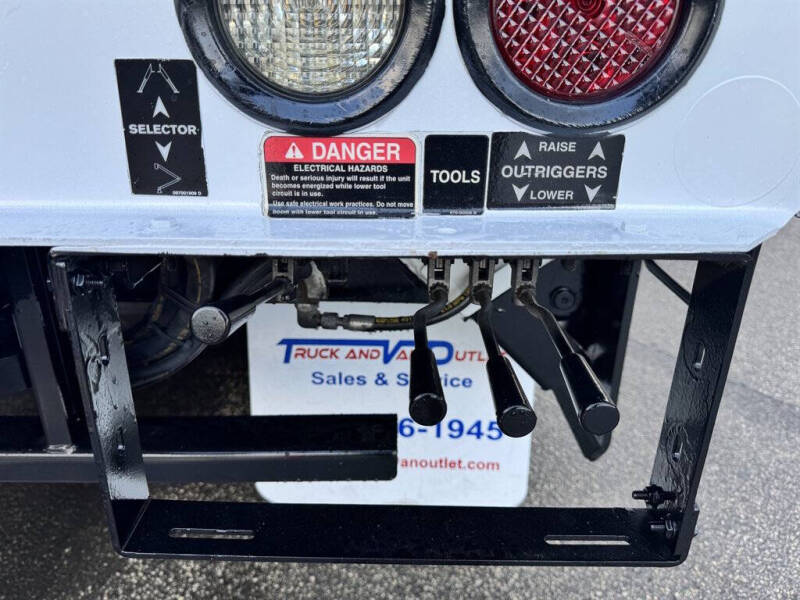 SELECTOR
DANGER
ELECTRICAL HAZARDS
Death or serious injury will result if the unit
becomes energized while lower tool
circuit is in use.
Use safe electrical work practices. Do not move
boom with lower tool circuit in use.
TOOLS
RAISE
OUTRIGGERS
LOWER
TRUCK AND VAN OUTLET
Sales & Service
6-1945
vanoutlet.com